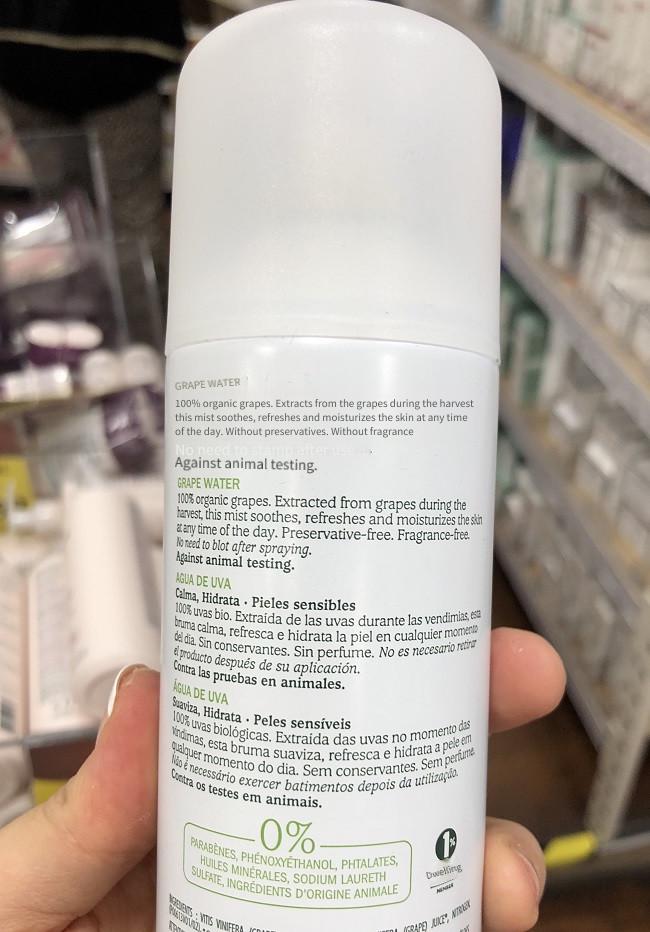 GRAPE WATER
100% organic grapes. Extracts from the grapes during the harvest
this mist soothes, refreshes and moisturizes the skin at any time
of the day. Without preservatives. Without fragrance
No need to stamp after use
Against animal testing.
GRAPE WATER
100% organic grapes. Extracted from grapes during the
harvest, this mist soothes, refreshes and moisturizes the skin
at any time of the day. Preservative-free. Fragrance-free.
No need to blot after spraying.
Against animal testing.
AGUA DE UVA
Calma, Hidrata · Pieles sensibles
100% uvas bio. Extraída de las uvas durante las vendimias, esta
bruma calma, refresca e hidrata la piel en cualquier momento
del día. Sin conservantes. Sin perfume. No es necesario retirar
el producto después de su aplicación.
Contra las pruebas en animales.
ÁGUA DE UVA
Suaviza, Hidrata · Peles sensíveis
100% uvas biológicas. Extraída das uvas no momento das
vindimas, esta bruma suaviza, refresca e hidrata a pele em
qualquer momento do dia. Sem conservantes. Sem perfume.
Não é necessário exercer batimentos depois da utilização.
Contra os testes em animais.
0%
PARABÈNES, PHÉNOXYÉTHANOL, PHTALATES,
HUILES MINÉRALES, SODIUM LAURETH
SULFATE, INGRÉDIENTS D'ORIGINE ANIMALE
1%
MEMBER
INGREDIENTS : VITIS VINIFERA (GRAPE) JUICE*, NITROGEN.